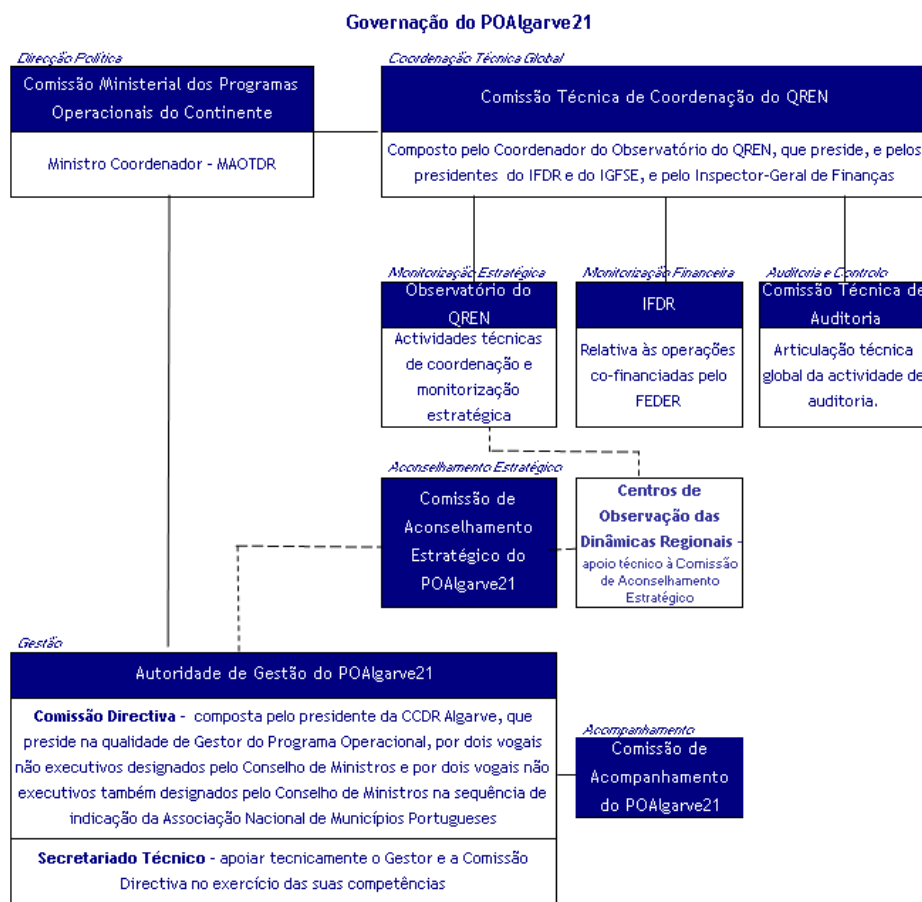 Governação do POAlgarve21
Direcção Política
Comissão Ministerial dos Programas
Operacionais do Continente
Ministro Coordenador - MAOTDR
Coordenação Técnica Global
Comissão Técnica de Coordenação do QREN
Composto pelo Coordenador do Observatório do QREN, que preside, e pelos
presidentes do IFDR e do IGFSE, e pelo Inspector-Geral de Finanças
Monitorização Estratégica
Observatório do
QREN
Actividades técnicas
de coordenação e
monitorização
estratégica
Monitorização Financeira
IFDR
Relativa às operações
co-financiadas pelo
FEDER
Auditoria e Controlo
Comissão Técnica de
Auditoria
Articulação técnica
global da actividade de
auditoria.
Aconselhamento Estratégico
Comissão de
Aconselhamento
Estratégico do
POAlgarve21
Centros de
Observação das
Dinâmicas Regionais -
apoio técnico à Comissão
de Aconselhamento
Estratégico
Gestão
Autoridade de Gestão do POAlgarve21
Comissão Directiva - composta pelo presidente da CCDR Algarve, que
preside na qualidade de Gestor do Programa Operacional, por dois vogais
não executivos designados pelo Conselho de Ministros e por dois vogais não
executivos também designados pelo Conselho de Ministros na sequência de
indicação da Associação Nacional de Municípios Portugueses
Secretariado Técnico - apoiar tecnicamente o Gestor e a Comissão
Directiva no exercício das suas competências
Acompanhamento
Comissão de
Acompanhamento
do POAlgarve21